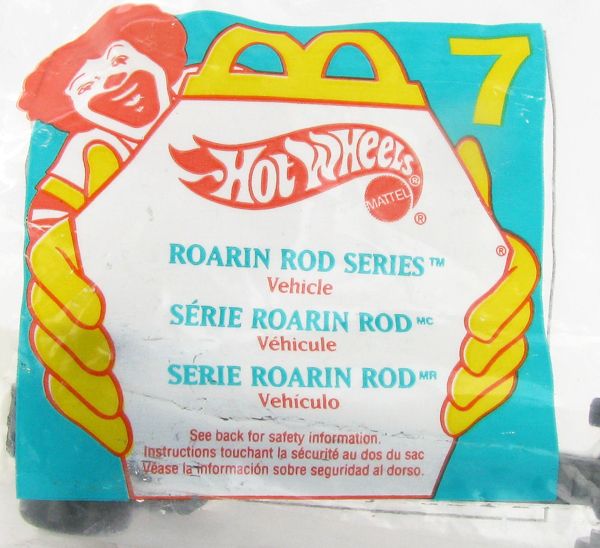 7
HOT WHEELS®
MATTEL
®
®
ROARIN ROD SERIES™
Vehicle
SÉRIE ROARIN ROD MC
Véhicule
SERIE ROARIN ROD MR
Vehículo
See back for safety information.
Instructions touchant la sécurité au dos du sac
Véase la información sobre seguridad al dorso.